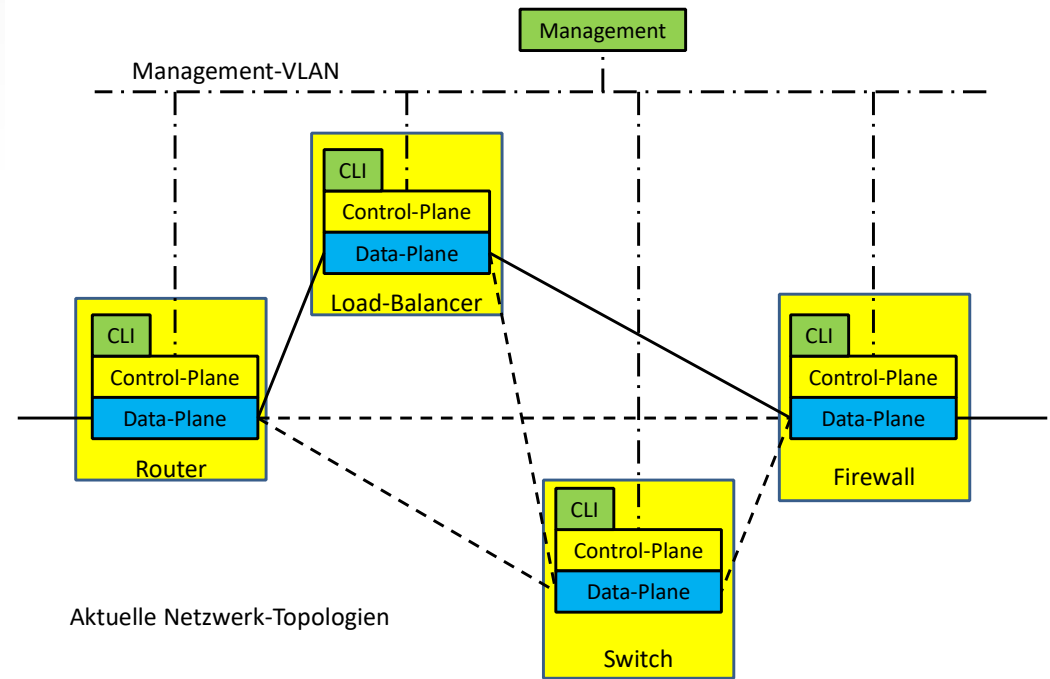 Management
Management-VLAN
CLI
Control-Plane
Data-Plane
Load-Balancer
CLI
Control-Plane
Data-Plane
Router
CLI
Control-Plane
Data-Plane
Firewall
CLI
Control-Plane
Data-Plane
Switch
Aktuelle Netzwerk-Topologien